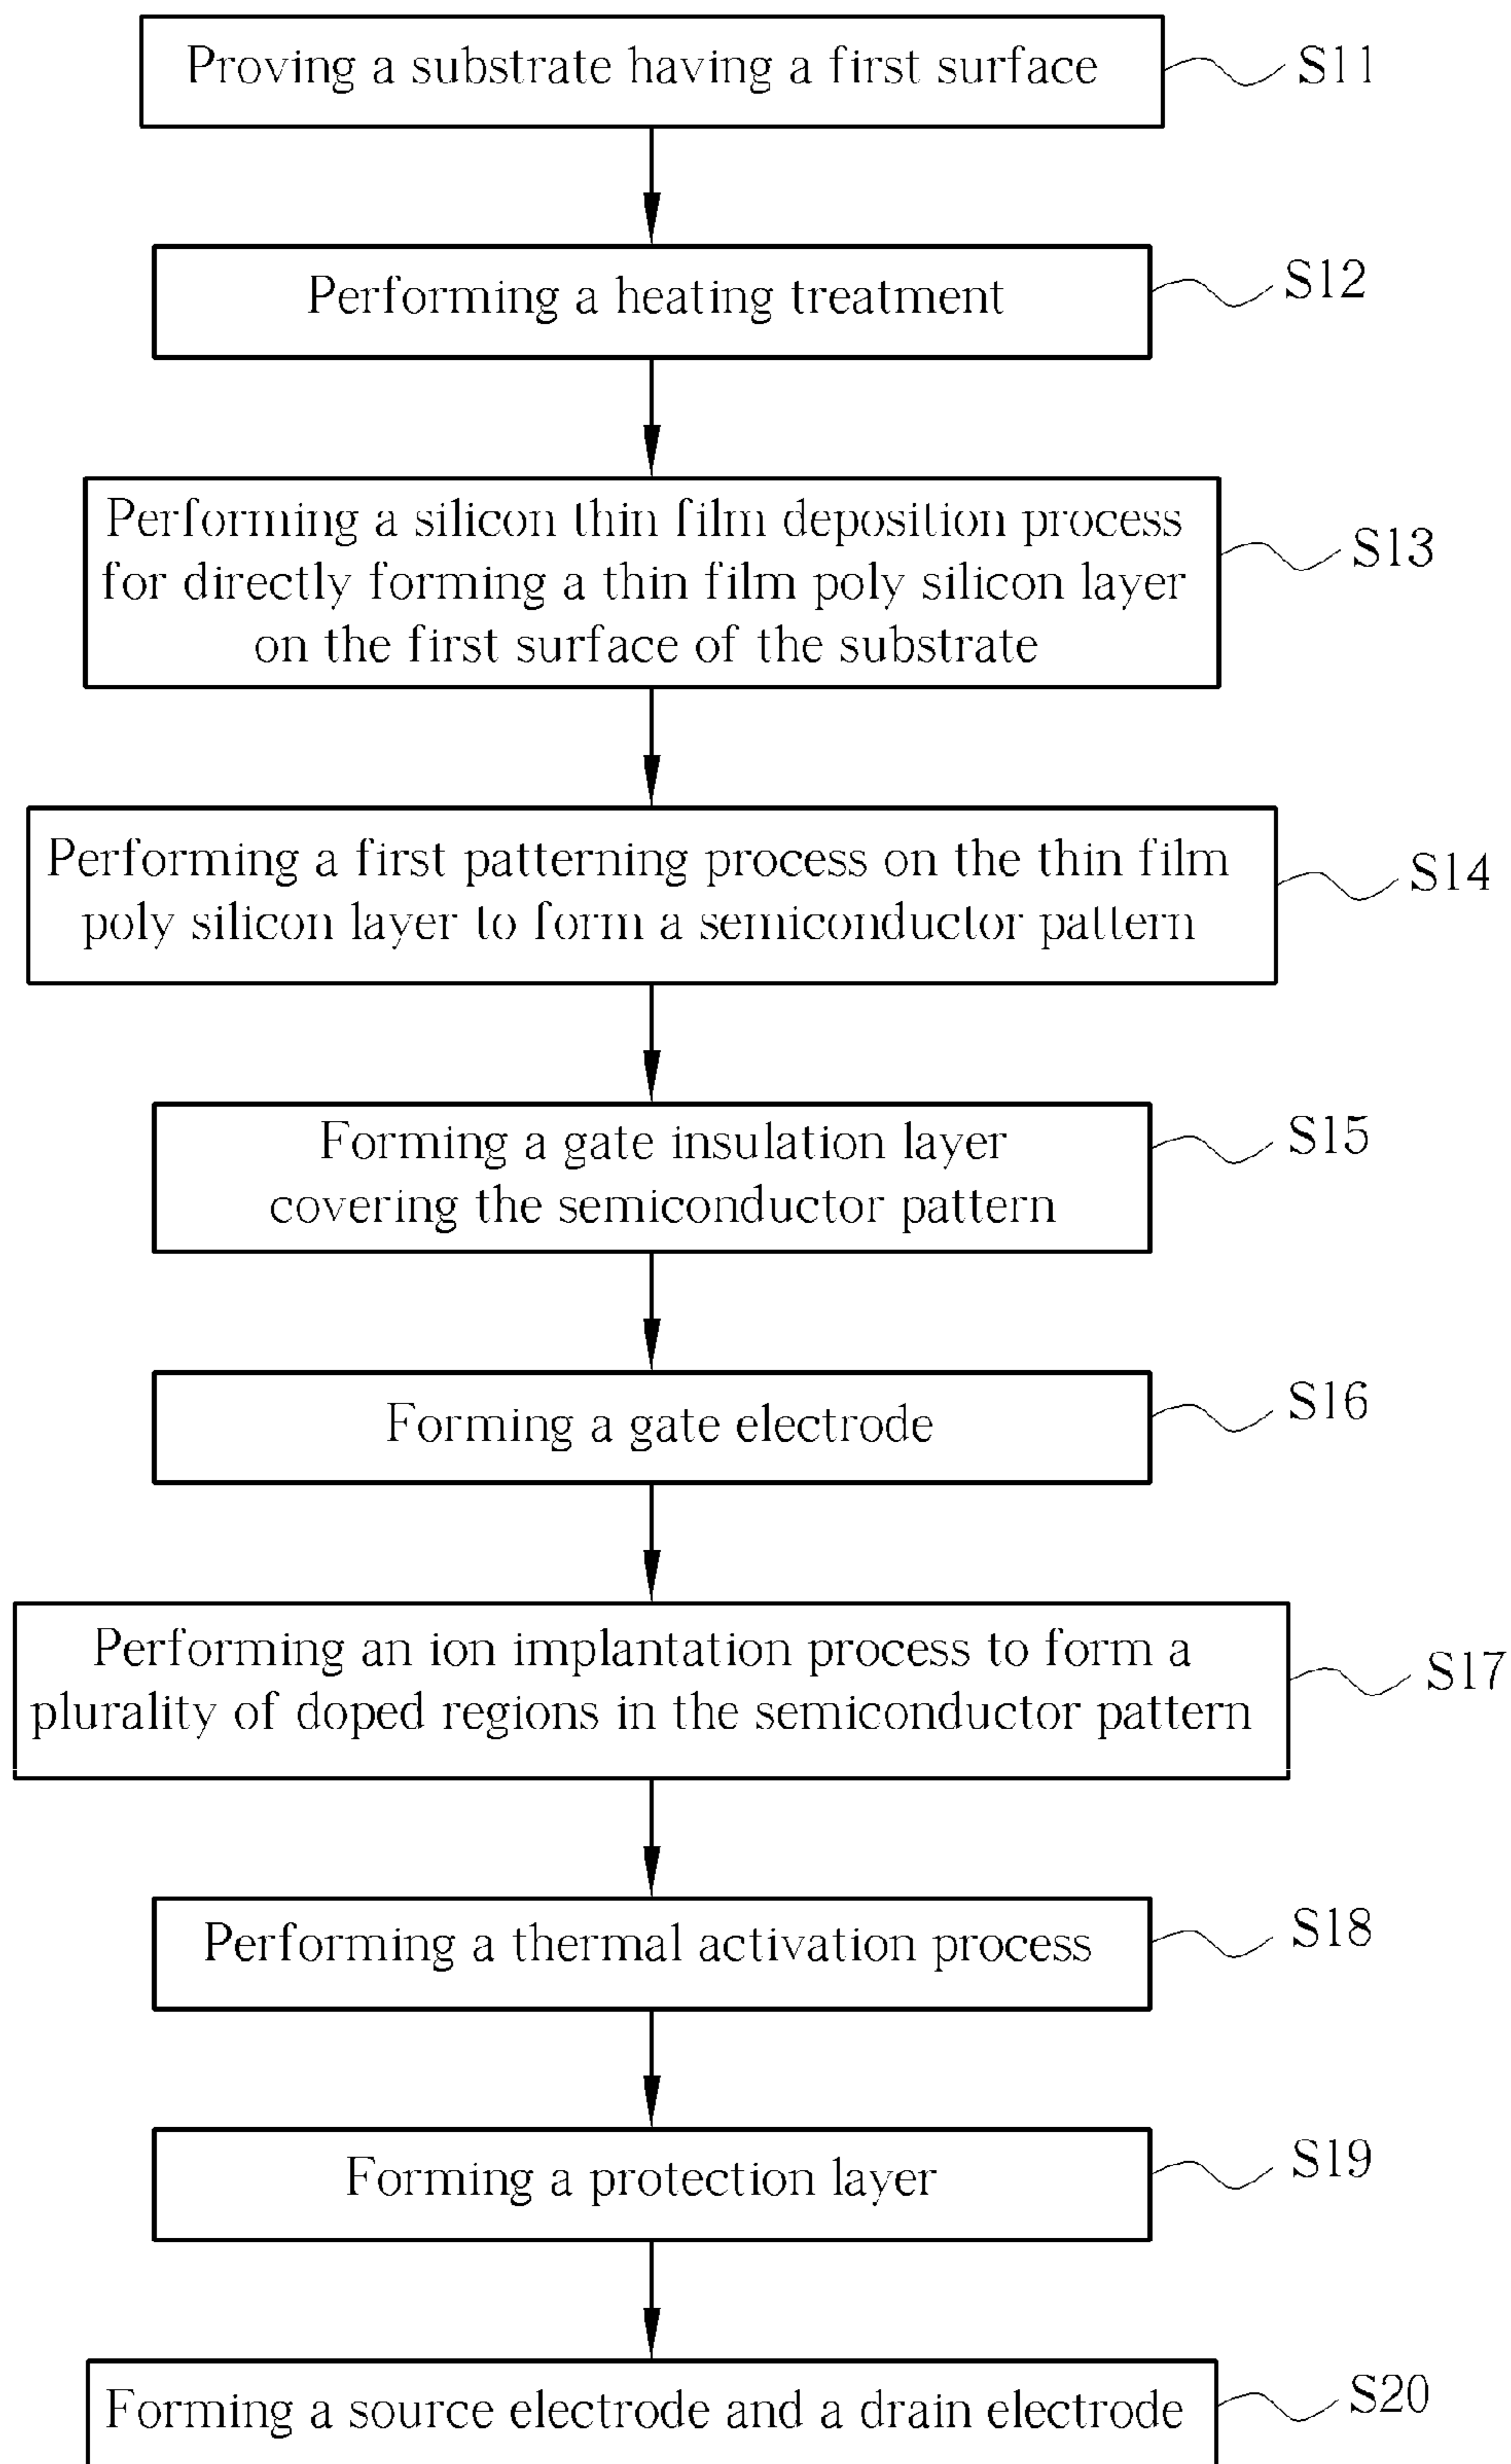 Proving a substrate having a first surface
S11
Performing a heating treatment
S12
Performing a silicon thin film deposition process
for directly forming a thin film poly silicon layer
on the first surface of the substrate
S13
Performing a first patterning process on the thin film
poly silicon layer to form a semiconductor pattern
S14
Forming a gate insulation layer
covering the semiconductor pattern
S15
Forming a gate electrode
S16
Performing an ion implantation process to form a
plurality of doped regions in the semiconductor pattern
S17
Performing a thermal activation process
S18
Forming a protection layer
S19
Forming a source electrode and a drain electrode
S20